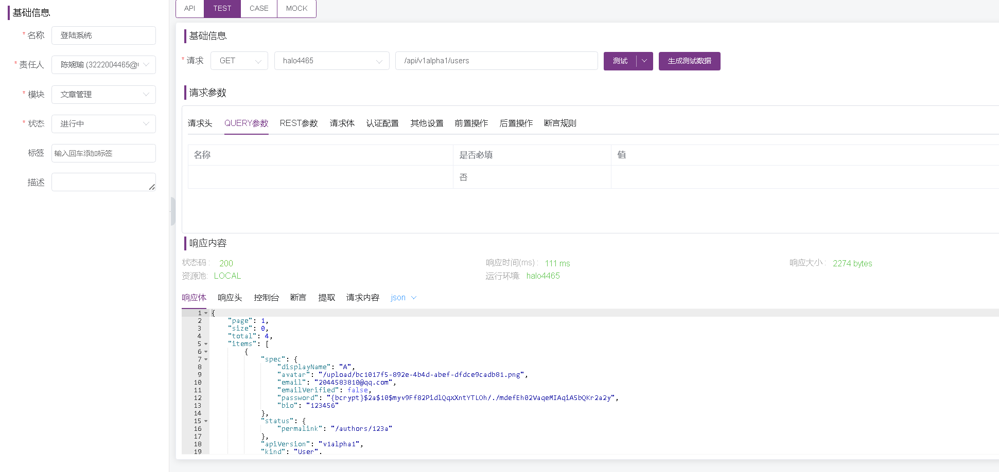 基础信息
* 名称 登陆系统
* 责任人 陈婉瑜 (3222004465@
* 模块 文章管理
* 状态 进行中
标签 输入回车添加标签
描述
API TEST CASE MOCK
基础信息
* 请求 GET halo4465 /api/v1alpha1/users 测试 生成测试数据
请求参数
请求头 QUERY参数 REST参数 请求体 认证配置 其他设置 前置操作 后置操作 断言规则
名称 是否必填 值
否
响应内容
状态码 : 200 响应时间(ms) : 111 ms 响应大小 : 2274 bytes
资源池: LOCAL 运行环境: halo4465
响应体 响应头 控制台 断言 提取 请求内容 json
1 {
2 "page": 1,
3 "size": 0,
4 "total": 4,
5 "items": [
6 {
7 "spec": {
8 "displayName": "A",
9 "avatar": "/upload/bc1017f5-892e-4b4d-abef-dfdce9cadb81.png",
10 "email": "2044583810@qq.com",
11 "emailVerified": false,
12 "password": "{bcrypt}$2a$10$myv9Ff82PidlQqxXntYTLOh/./mdefEh02VaqeMIAqiA5bQKr2a2y",
13 "bio": "123456"
14 },
15 "status": {
16 "permalink": "/authors/123a"
17 },
18 "apiVersion": "v1alpha1",
19 "kind": "User",